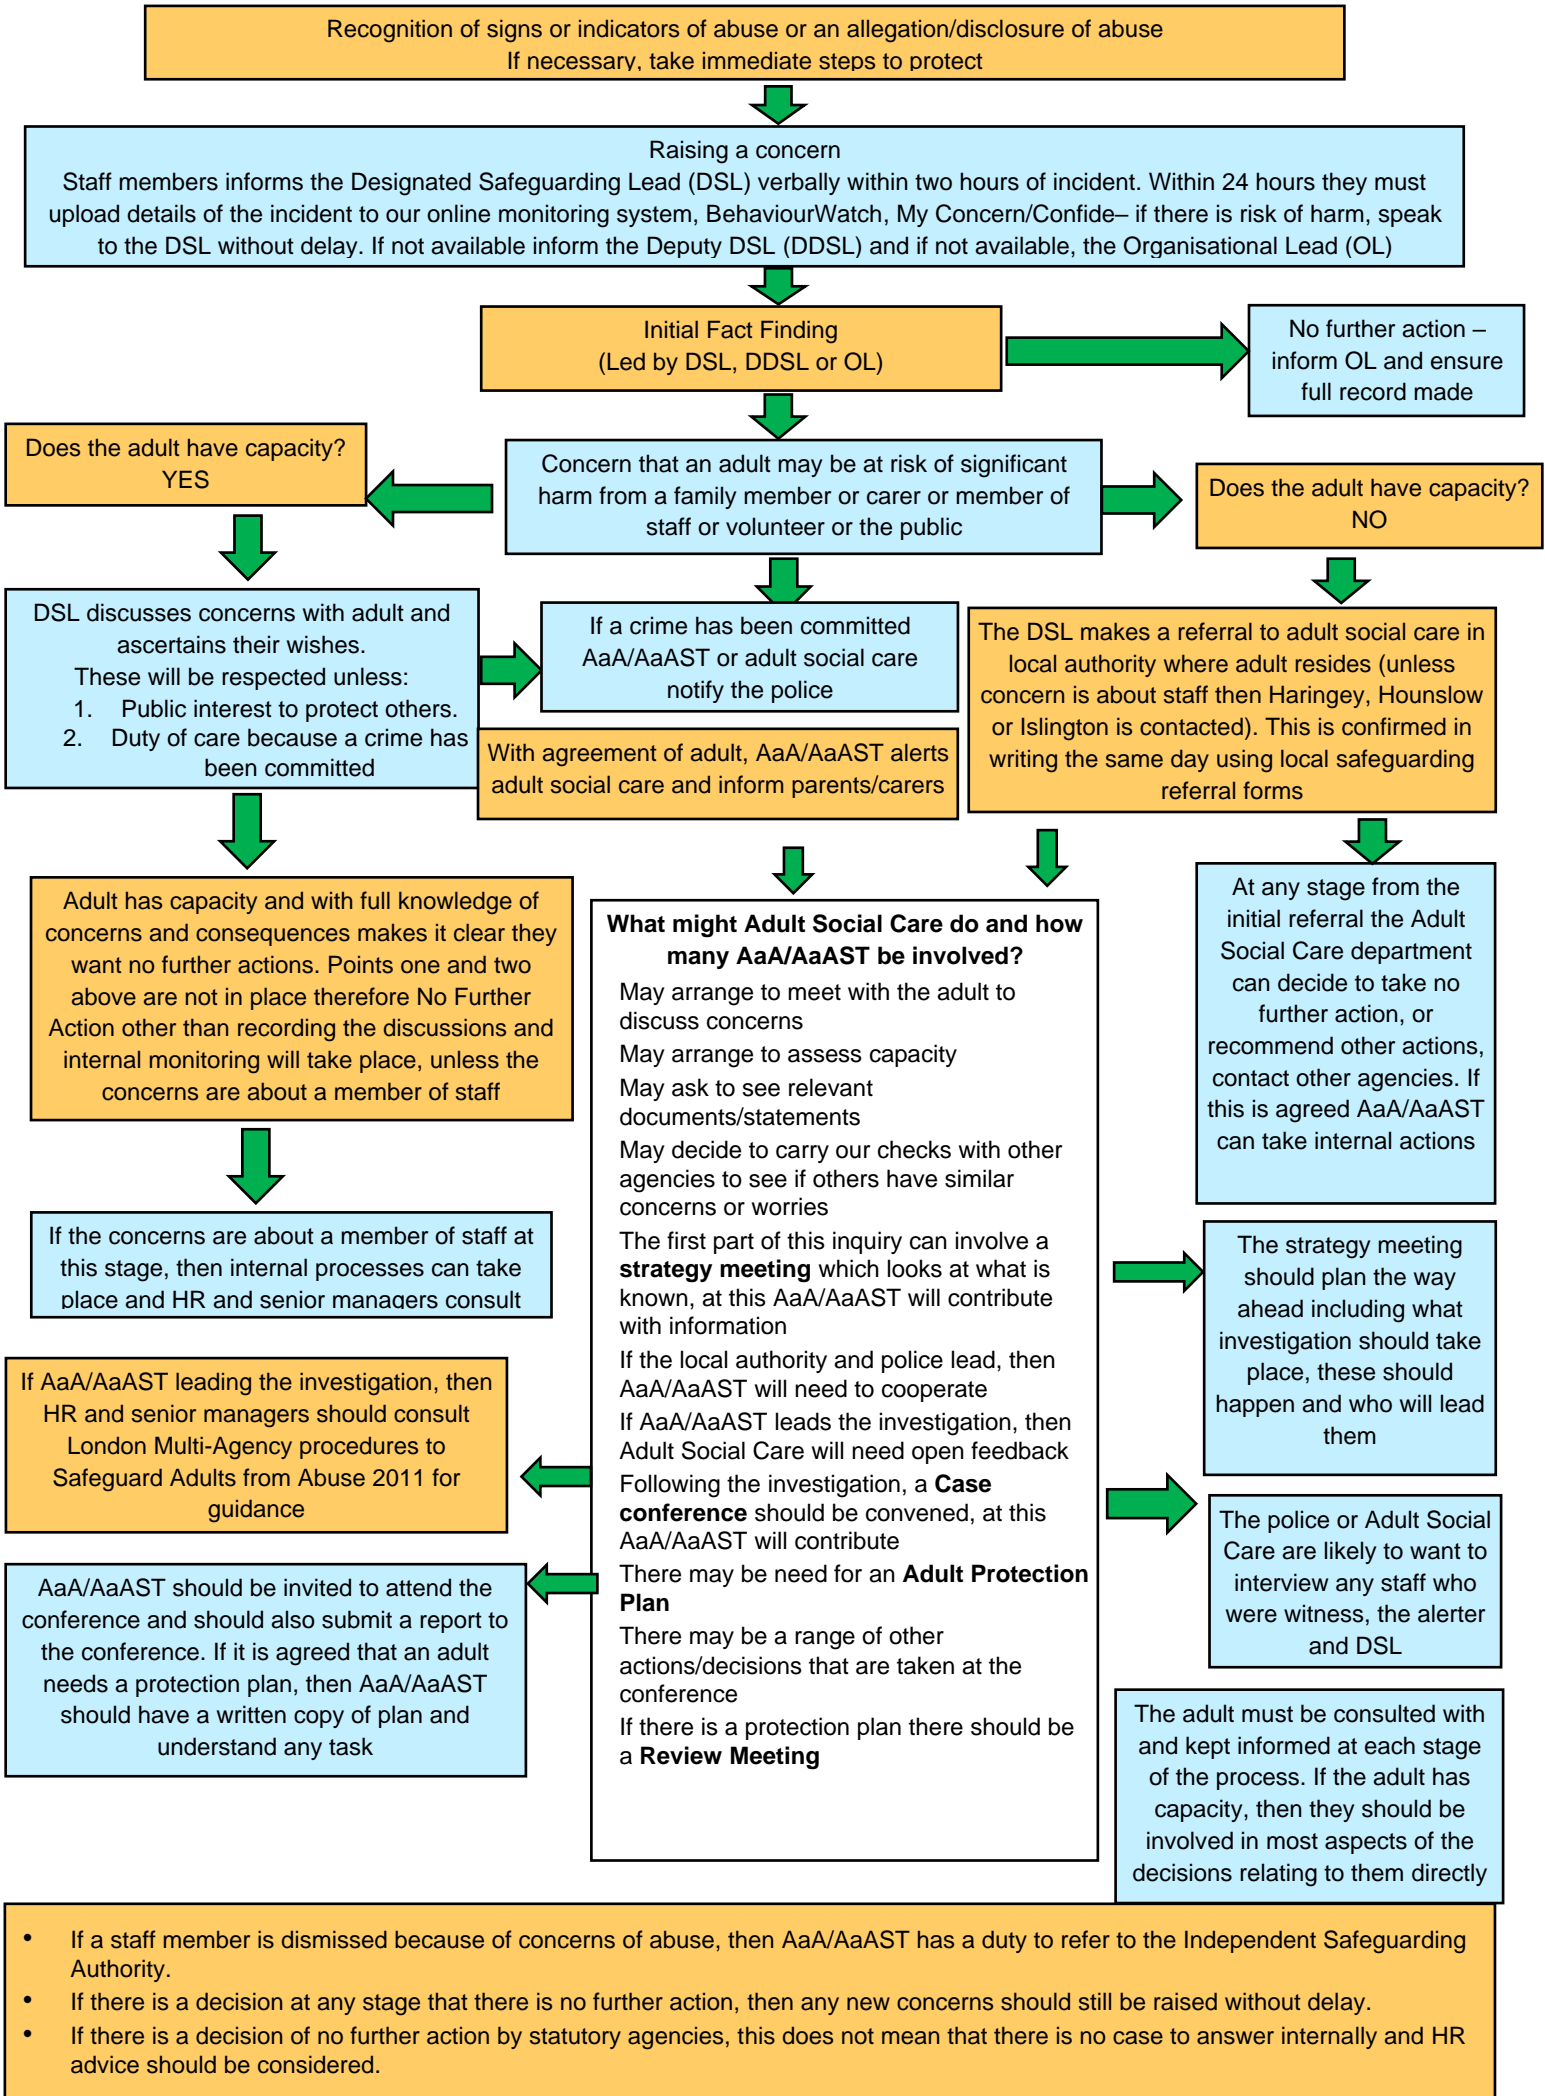 Recognition of signs or indicators of abuse or an allegation/disclosure of abuse
If necessary, take immediate steps to protect
Raising a concern
Staff members informs the Designated Safeguarding Lead (DSL) verbally within two hours of incident. Within 24 hours they must
upload details of the incident to our online monitoring system, BehaviourWatch, My Concern/Confide– if there is risk of harm, speak
to the DSL without delay. If not available inform the Deputy DSL (DDSL) and if not available, the Organisational Lead (OL)
Initial Fact Finding
(Led by DSL, DDSL or OL)
No further action –
inform OL and ensure
full record made
Does the adult have capacity?
YES
Concern that an adult may be at risk of significant
harm from a family member or carer or member of
staff or volunteer or the public
Does the adult have capacity?
NO
DSL discusses concerns with adult and
ascertains their wishes.
These will be respected unless:
1. Public interest to protect others.
2. Duty of care because a crime has
been committed
If a crime has been committed
AaA/AaAST or adult social care
notify the police
The DSL makes a referral to adult social care in
local authority where adult resides (unless
concern is about staff then Haringey, Hounslow
or Islington is contacted). This is confirmed in
writing the same day using local safeguarding
referral forms
With agreement of adult, AaA/AaAST alerts
adult social care and inform parents/carers
Adult has capacity and with full knowledge of
concerns and consequences makes it clear they
want no further actions. Points one and two
above are not in place therefore No Further
Action other than recording the discussions and
internal monitoring will take place, unless the
concerns are about a member of staff
What might Adult Social Care do and how
many AaA/AaAST be involved?
May arrange to meet with the adult to
discuss concerns
May arrange to assess capacity
May ask to see relevant
documents/statements
May decide to carry our checks with other
agencies to see if others have similar
concerns or worries
The first part of this inquiry can involve a
strategy meeting which looks at what is
known, at this AaA/AaAST will contribute
with information
If the local authority and police lead, then
AaA/AaAST will need to cooperate
If AaA/AaAST leads the investigation, then
Adult Social Care will need open feedback
Following the investigation, a Case
conference should be convened, at this
AaA/AaAST will contribute
There may be need for an Adult Protection
Plan
There may be a range of other
actions/decisions that are taken at the
conference
If there is a protection plan there should be
a Review Meeting
At any stage from the
initial referral the Adult
Social Care department
can decide to take no
further action, or
recommend other actions,
contact other agencies. If
this is agreed AaA/AaAST
can take internal actions
If the concerns are about a member of staff at
this stage, then internal processes can take
place and HR and senior managers consult
The strategy meeting
should plan the way
ahead including what
investigation should take
place, these should
happen and who will lead
them
If AaA/AaAST leading the investigation, then
HR and senior managers should consult
London Multi-Agency procedures to
Safeguard Adults from Abuse 2011 for
guidance
The police or Adult Social
Care are likely to want to
interview any staff who
were witness, the alerter
and DSL
AaA/AaAST should be invited to attend the
conference and should also submit a report to
the conference. If it is agreed that an adult
needs a protection plan, then AaA/AaAST
should have a written copy of plan and
understand any task
The adult must be consulted with
and kept informed at each stage
of the process. If the adult has
capacity, then they should be
involved in most aspects of the
decisions relating to them directly
• If a staff member is dismissed because of concerns of abuse, then AaA/AaAST has a duty to refer to the Independent Safeguarding
Authority.
• If there is a decision at any stage that there is no further action, then any new concerns should still be raised without delay.
• If there is a decision of no further action by statutory agencies, this does not mean that there is no case to answer internally and HR
advice should be considered.